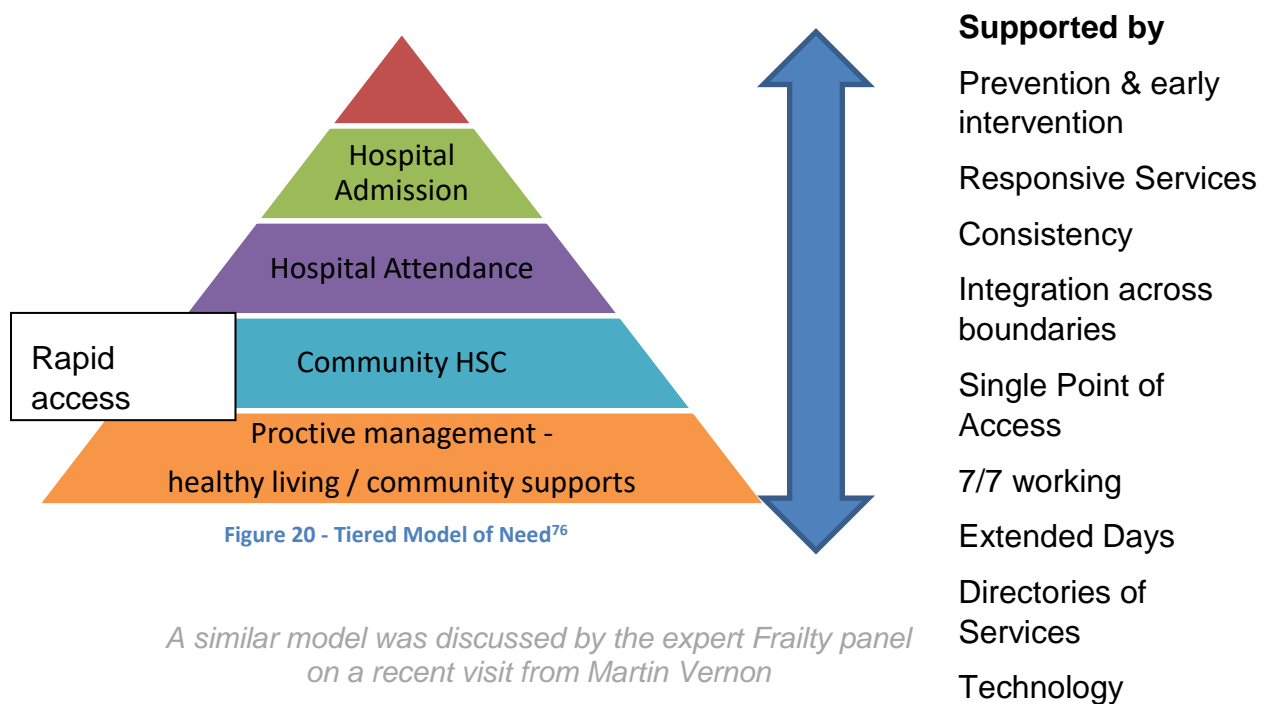 Hospital
Admission
Hospital Attendance
Rapid
access
Community HSC
Proctive management -
healthy living / community supports
Figure 20 - Tiered Model of Need76
A similar model was discussed by the expert Frailty panel
on a recent visit from Martin Vernon
Supported by
Prevention & early
intervention
Responsive Services
Consistency
Integration across
boundaries
Single Point of
Access
7/7 working
Extended Days
Directories of
Services
Technology